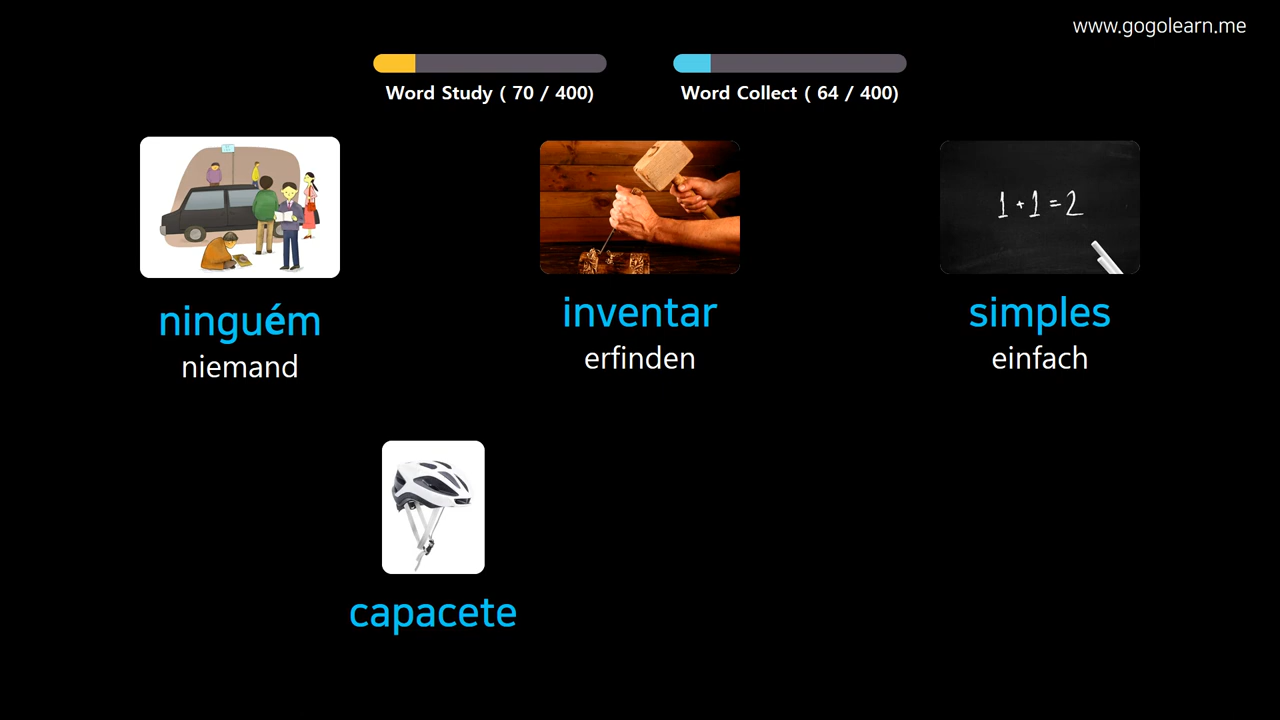 www.gogolearn.me
Word Study ( 70 / 400)
Word Collect ( 64 / 400)
1+1=2
ninguém
niemand
inventar
erfinden
simples
einfach
capacete